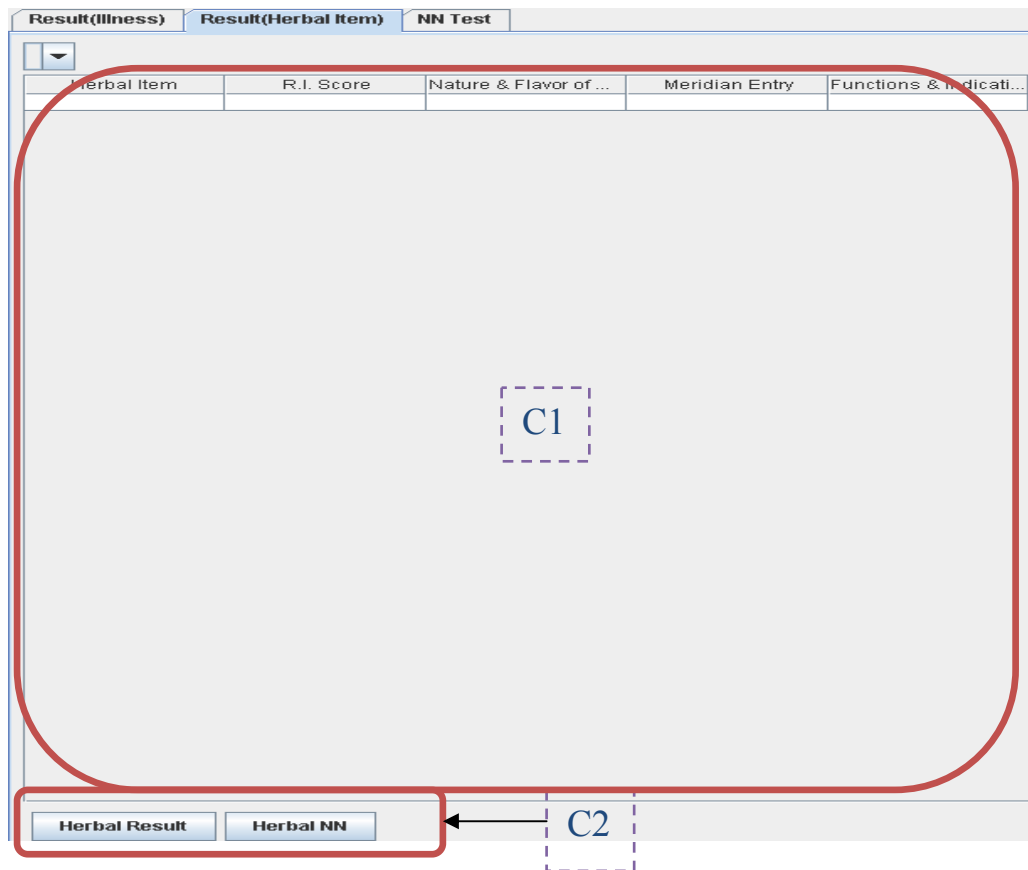 Result(Illness) Result(Herbal Item) NN Test
Herbal Item R.I. Score Nature & Flavor of ... Meridian Entry Functions & Indicati...
C1
Herbal Result Herbal NN C2